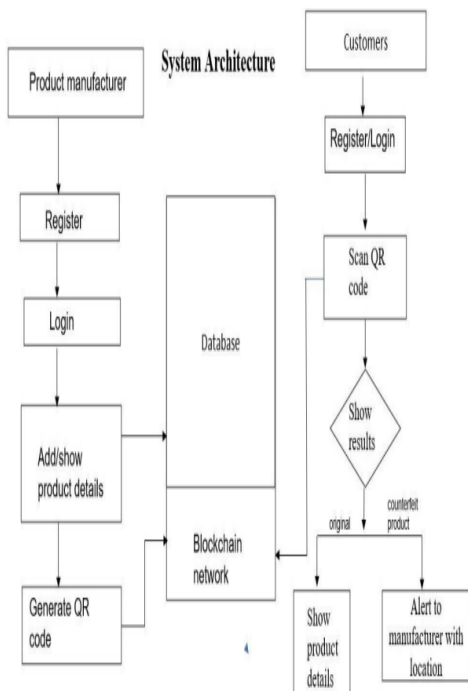 System Architecture
Product manufacturer
Register
Login
Add/show
product details
Generate QR
code
Database
Blockchain
network
Customers
Register/Login
Scan QR
code
Show
results
original
counterfeit
product
Show
product
details
Alert to
manufacturer with
location